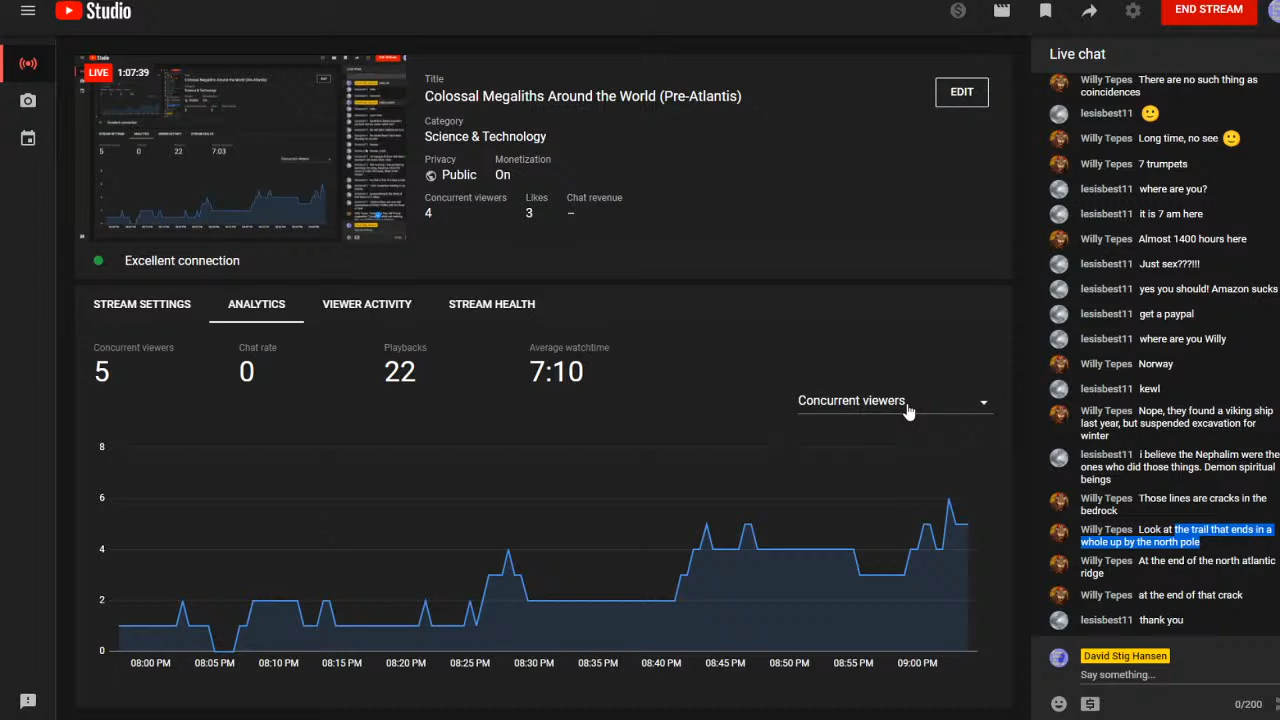 Studio
END STREAM
LIVE 1:07:39
Title
Colossal Megaliths Around the World (Pre-Atlantis)
EDIT
Category
Science & Technology
Privacy
Public
On
Concurrent viewers
4
Likes
3
Chat revenue
--
Excellent connection
STREAM SETTINGS
ANALYTICS
VIEWER ACTIVITY
STREAM HEALTH
Concurrent viewers
5
Chat rate
0
Playbacks
22
Average watchtime
7:10
Concurrent viewers
8
6
4
2
0
08:00 PM 08:05 PM 08:10 PM 08:15 PM 08:20 PM 08:25 PM 08:30 PM 08:35 PM 08:40 PM 08:45 PM 08:50 PM 08:55 PM 09:00 PM
Live chat
Willy Tepes There are no such thing as
coincidences
lesisbest11 🙂
Willy Tepes long time, no see 🙂
Willy Tepes 7 trumpets
lesisbest11 where are you?
lesisbest11 it is 7 am here
Willy Tepes Almost 1400 hours here
lesisbest11 Just sex???!!!
lesisbest11 yes you should! Amazon sucks
lesisbest11 get a paypal
lesisbest11 where are you Willy
Willy Tepes Norway
lesisbest11 kewl
Willy Tepes Nope, they found a viking ship
last year, but suspended excavation for
winter
lesisbest11 i believe the Nephalim were the
ones who did those things. Demon spiritual
beings
Willy Tepes Those lines are cracks in the
bedrock
Willy Tepes Look at the trail that ends in a
whole up by the north pole
Willy Tepes At the end of the north atlantic
ridge
Willy Tepes at the end of that crack
lesisbest11 thank you
David Stig Hansen
Say something...
0/200